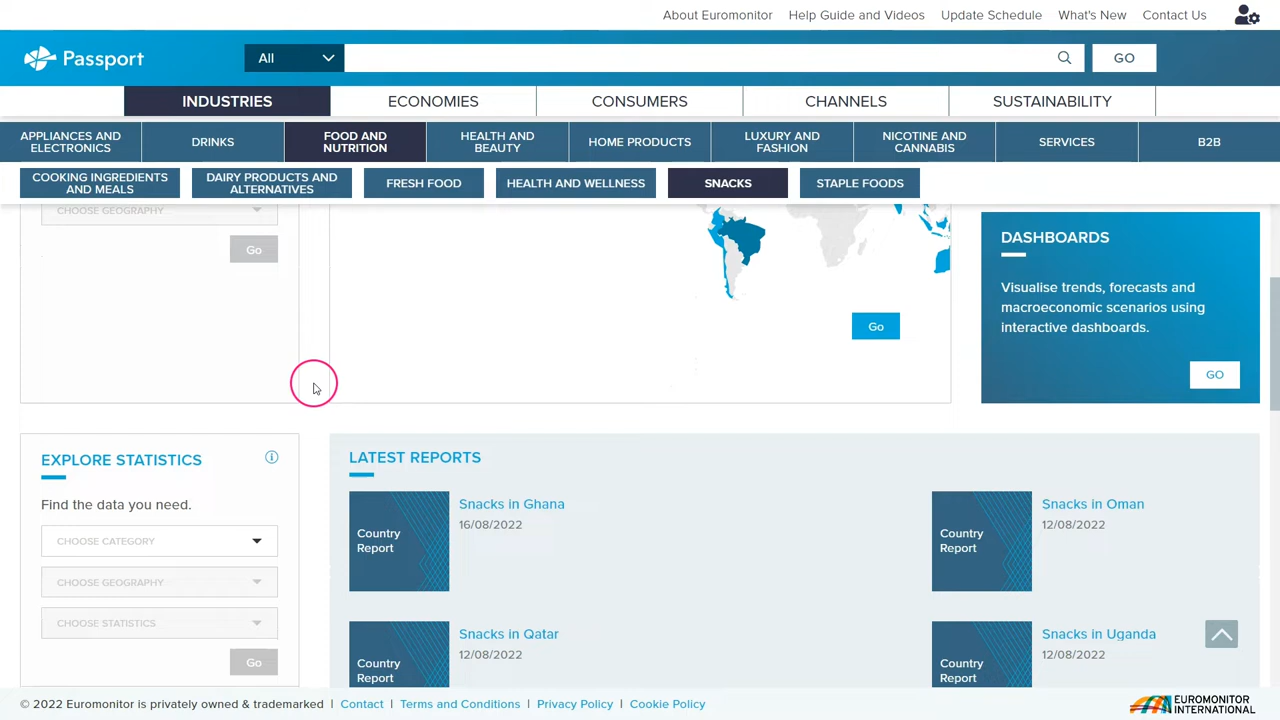 About Euromonitor Help Guide and Videos Update Schedule What's New Contact Us
Passport
All
GO
INDUSTRIES ECONOMIES CONSUMERS CHANNELS SUSTAINABILITY
APPLIANCES AND
ELECTRONICS
DRINKS
FOOD AND
NUTRITION
HEALTH AND
BEAUTY
HOME PRODUCTS
LUXURY AND
FASHION
NICOTINE AND
CANNABIS
SERVICES
B2B
COOKING INGREDIENTS
AND MEALS
DAIRY PRODUCTS AND
ALTERNATIVES
FRESH FOOD
HEALTH AND WELLNESS
SNACKS
STAPLE FOODS
CHOOSE GEOGRAPHY
Go
Go
DASHBOARDS
Visualise trends, forecasts and
macroeconomic scenarios using
interactive dashboards.
GO
EXPLORE STATISTICS
Find the data you need.
CHOOSE CATEGORY
CHOOSE GEOGRAPHY
CHOOSE STATISTICS
Go
LATEST REPORTS
Country
Report
Snacks in Ghana
16/08/2022
Country
Report
Snacks in Oman
12/08/2022
Country
Report
Snacks in Qatar
12/08/2022
Country
Report
Snacks in Uganda
12/08/2022
© 2022 Euromonitor is privately owned & trademarked | Contact | Terms and Conditions | Privacy Policy | Cookie Policy
EUROMONITOR
INTERNATIONAL